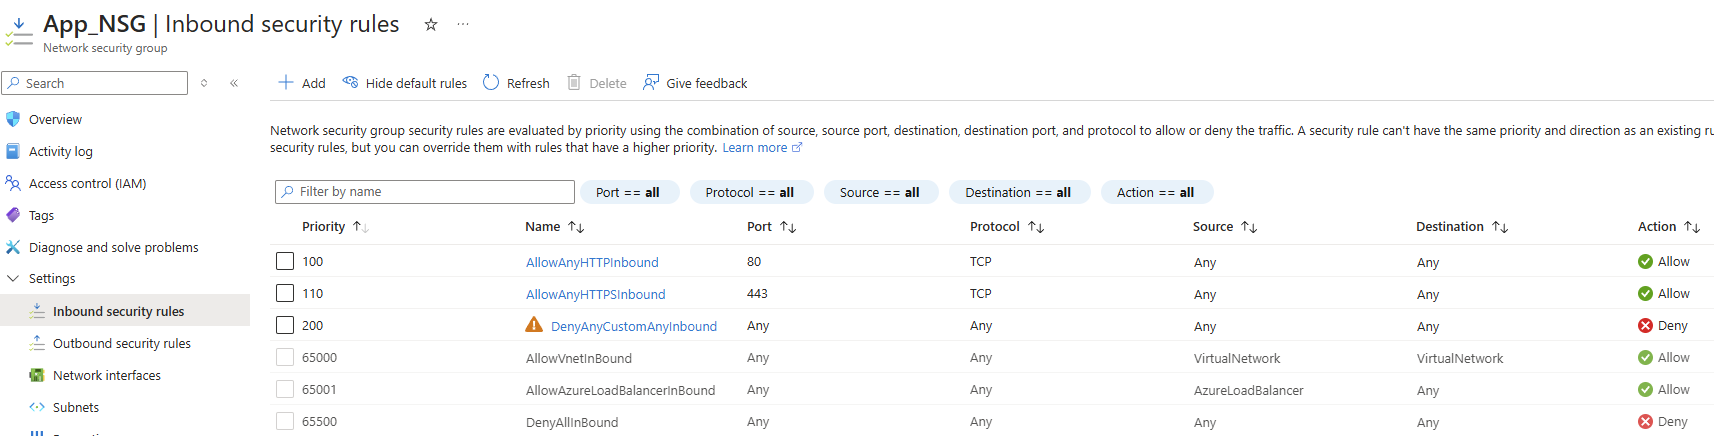 App_NSG | Inbound security rules
Network security group
Search
Add Hide default rules Refresh Delete Give feedback
Overview
Activity log
Access control (IAM)
Tags
Diagnose and solve problems
Settings
Inbound security rules
Outbound security rules
Network interfaces
Subnets
Network security group security rules are evaluated by priority using the combination of source, source port, destination, destination port, and protocol to allow or deny the traffic. A security rule can't have the same priority and direction as an existing
security rules, but you can override them with rules that have a higher priority. Learn more
Filter by name Port == all Protocol == all Source == all Destination == all Action == all
Priority Name Port Protocol Source Destination Action
100 AllowAnyHTTPInbound 80 TCP Any Any Allow
110 AllowAnyHTTPSInbound 443 TCP Any Any Allow
200 DenyAnyCustomAnyInbound Any Any Any Any Deny
65000 AllowVnetInBound Any Any VirtualNetwork VirtualNetwork Allow
65001 AllowAzureLoadBalancerInBound Any Any AzureLoadBalancer Any Allow
65500 DenyAllInBound Any Any Any Any Deny